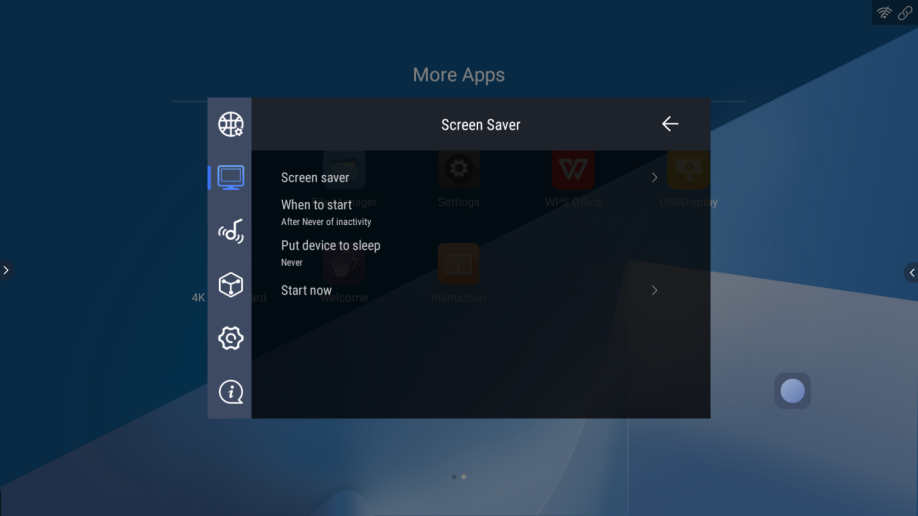 More Apps
Screen Saver
Screen saver
When to start
After Never of inactivity
Put device to sleep
Never
Start now
Settings
WPS Office
USBDisplay
4K
Welcome
Instruction